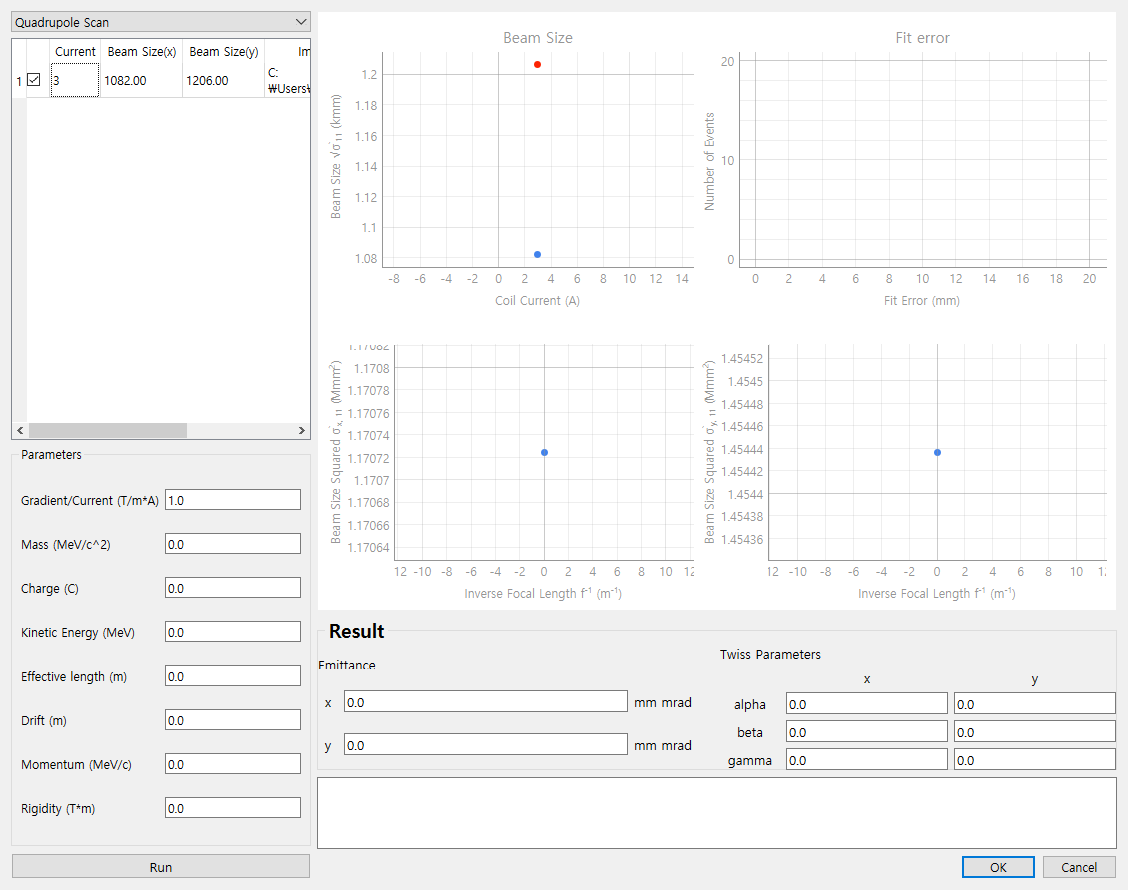 Quadrupole Scan
Current Beam Size(x) Beam Size(y) Im
1 3 1082.00 1206.00 C:
₩Users₩
Parameters
Gradient/Current (T/m*A) 1.0
Mass (MeV/c^2) 0.0
Charge (C) 0.0
Kinetic Energy (MeV) 0.0
Effective length (m) 0.0
Drift (m) 0.0
Momentum (MeV/c) 0.0
Rigidity (T*m) 0.0
Run
Beam Size
Beam Size √σ₁₁ (kmm)
1.2
1.18
1.16
1.14
1.12
1.1
1.08
-8 -6 -4 -2 0 2 4 6 8 10 12 14
Coil Current (A)
Fit error
Number of Events
20
10
0
0 2 4 6 8 10 12 14 16 18 20
Fit Error (mm)
Beam Size Squared σx, 11 (Mmm²)
1.17082
1.1708
1.17078
1.17076
1.17074
1.17072
1.1707
1.17068
1.17066
1.17064
12 -10 -8 -6 -4 -2 0 2 4 6 8 10 12
Inverse Focal Length f⁻¹ (m⁻¹)
Beam Size Squared σy, 11 (Mmm²)
1.45452
1.4545
1.45448
1.45446
1.45444
1.45442
1.4544
1.45438
1.45436
12 -10 -8 -6 -4 -2 0 2 4 6 8 10 1
Inverse Focal Length f⁻¹ (m⁻¹)
Result
Emittance
x 0.0 mm mrad
y 0.0 mm mrad
Twiss Parameters
x y
alpha 0.0 0.0
beta 0.0 0.0
gamma 0.0 0.0
OK Cancel